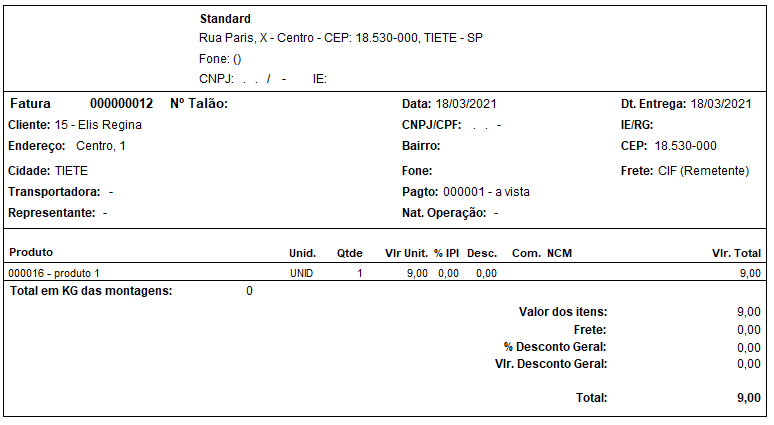 Standard
Rua Paris, X - Centro - CEP: 18.530-000, TIETE - SP
Fone: ()
CNPJ: . . / - IE:
Fatura 000000012 Nº Talão: Data: 18/03/2021 Dt. Entrega: 18/03/2021
Cliente: 15 - Elis Regina CNPJ/CPF: . . - IE/RG:
Endereço: Centro, 1 Bairro: CEP: 18.530-000
Cidade: TIETE Fone: Frete: CIF (Remetente)
Transportadora: - Pagto: 000001 - a vista
Representante: - Nat. Operação: -
Produto Unid. Qtde Vlr Unit. % IPI Desc. Com. NCM Vlr. Total
000016 - produto 1 UNID 1 9,00 0,00 0,00 9,00
Total em KG das montagens: 0
Valor dos itens: 9,00
Frete: 0,00
% Desconto Geral: 0,00
Vlr. Desconto Geral: 0,00
Total: 9,00